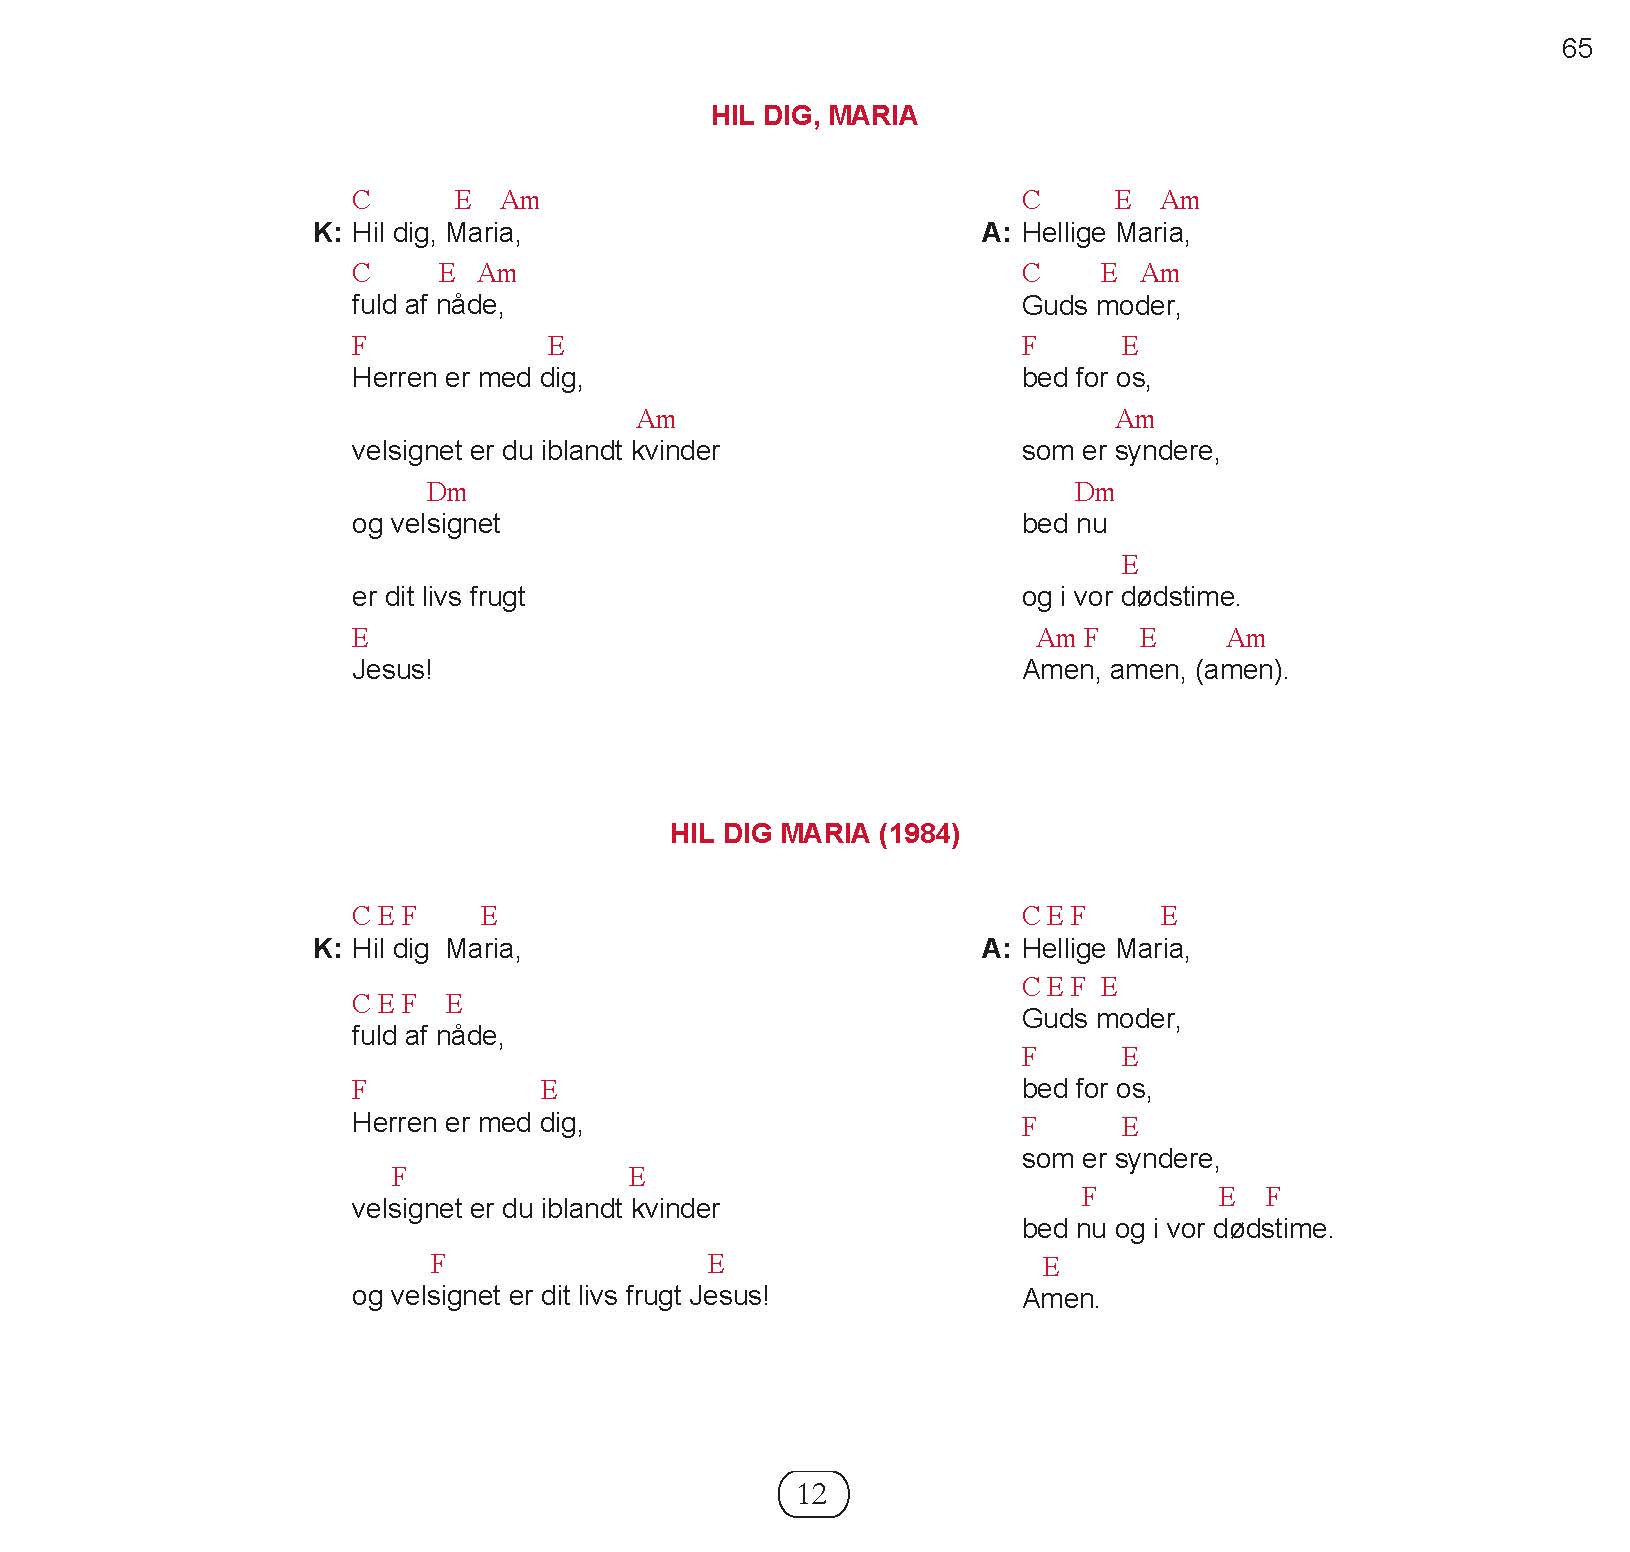 65
HIL DIG, MARIA
C E Am
K: Hil dig, Maria,
C E Am
fuld af nåde,
F E
Herren er med dig,
Am
velsignet er du iblandt kvinder
Dm
og velsignet
er dit livs frugt
E
Jesus!
C E Am
A: Hellige Maria,
C E Am
Guds moder,
F E
bed for os,
Am
som er syndere,
Dm
bed nu
E
og i vor dødstime.
Am F E Am
Amen, amen, (amen).
HIL DIG MARIA (1984)
C E F E
K: Hil dig Maria,
C E F E
fuld af nåde,
F E
Herren er med dig,
F E
velsignet er du iblandt kvinder
F E
og velsignet er dit livs frugt Jesus!
C E F E
A: Hellige Maria,
C E F E
Guds moder,
F E
bed for os,
F E
som er syndere,
F E F
bed nu og i vor dødstime.
E
Amen.
12